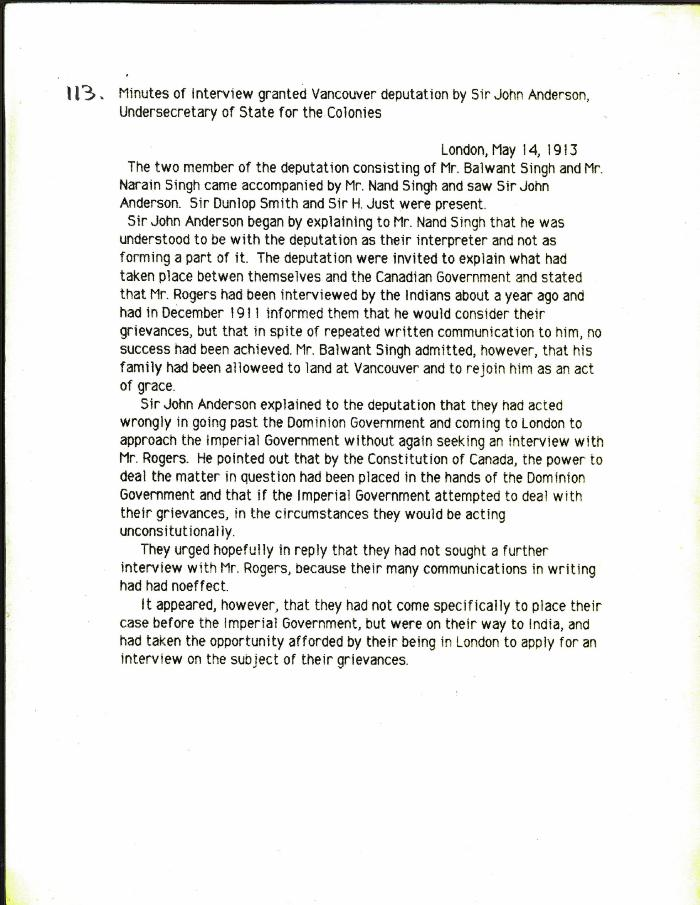 113. Minutes of interview granted Vancouver deputation by Sir John Anderson,
Undersecretary of State for the Colonies
London, May 14, 1913
The two member of the deputation consisting of Mr. Balwant Singh and Mr.
Narain Singh came accompanied by Mr. Nand Singh and saw Sir John
Anderson. Sir Dunlop Smith and Sir H. Just were present.
Sir John Anderson began by explaining to Mr. Nand Singh that he was
understood to be with the deputation as their interpreter and not as
forming a part of it. The deputation were invited to explain what had
taken place betwen themselves and the Canadian Government and stated
that Mr. Rogers had been interviewed by the Indians about a year ago and
had in December 1911 informed them that he would consider their
grievances, but that in spite of repeated written communication to him, no
success had been achieved. Mr. Balwant Singh admitted, however, that his
family had been alloweed to land at Vancouver and to rejoin him as an act
of grace.
Sir John Anderson explained to the deputation that they had acted
wrongly in going past the Dominion Government and coming to London to
approach the Imperial Government without again seeking an interview with
Mr. Rogers. He pointed out that by the Constitution of Canada, the power to
deal the matter in question had been placed in the hands of the Dominion
Government and that if the Imperial Government attempted to deal with
their grievances, in the circumstances they would be acting
unconsitutionally.
They urged hopefully in reply that they had not sought a further
interview with Mr. Rogers, because their many communications in writing
had had noeffect.
It appeared, however, that they had not come specifically to place their
case before the Imperial Government, but were on their way to India, and
had taken the opportunity afforded by their being in London to apply for an
interview on the subject of their grievances.